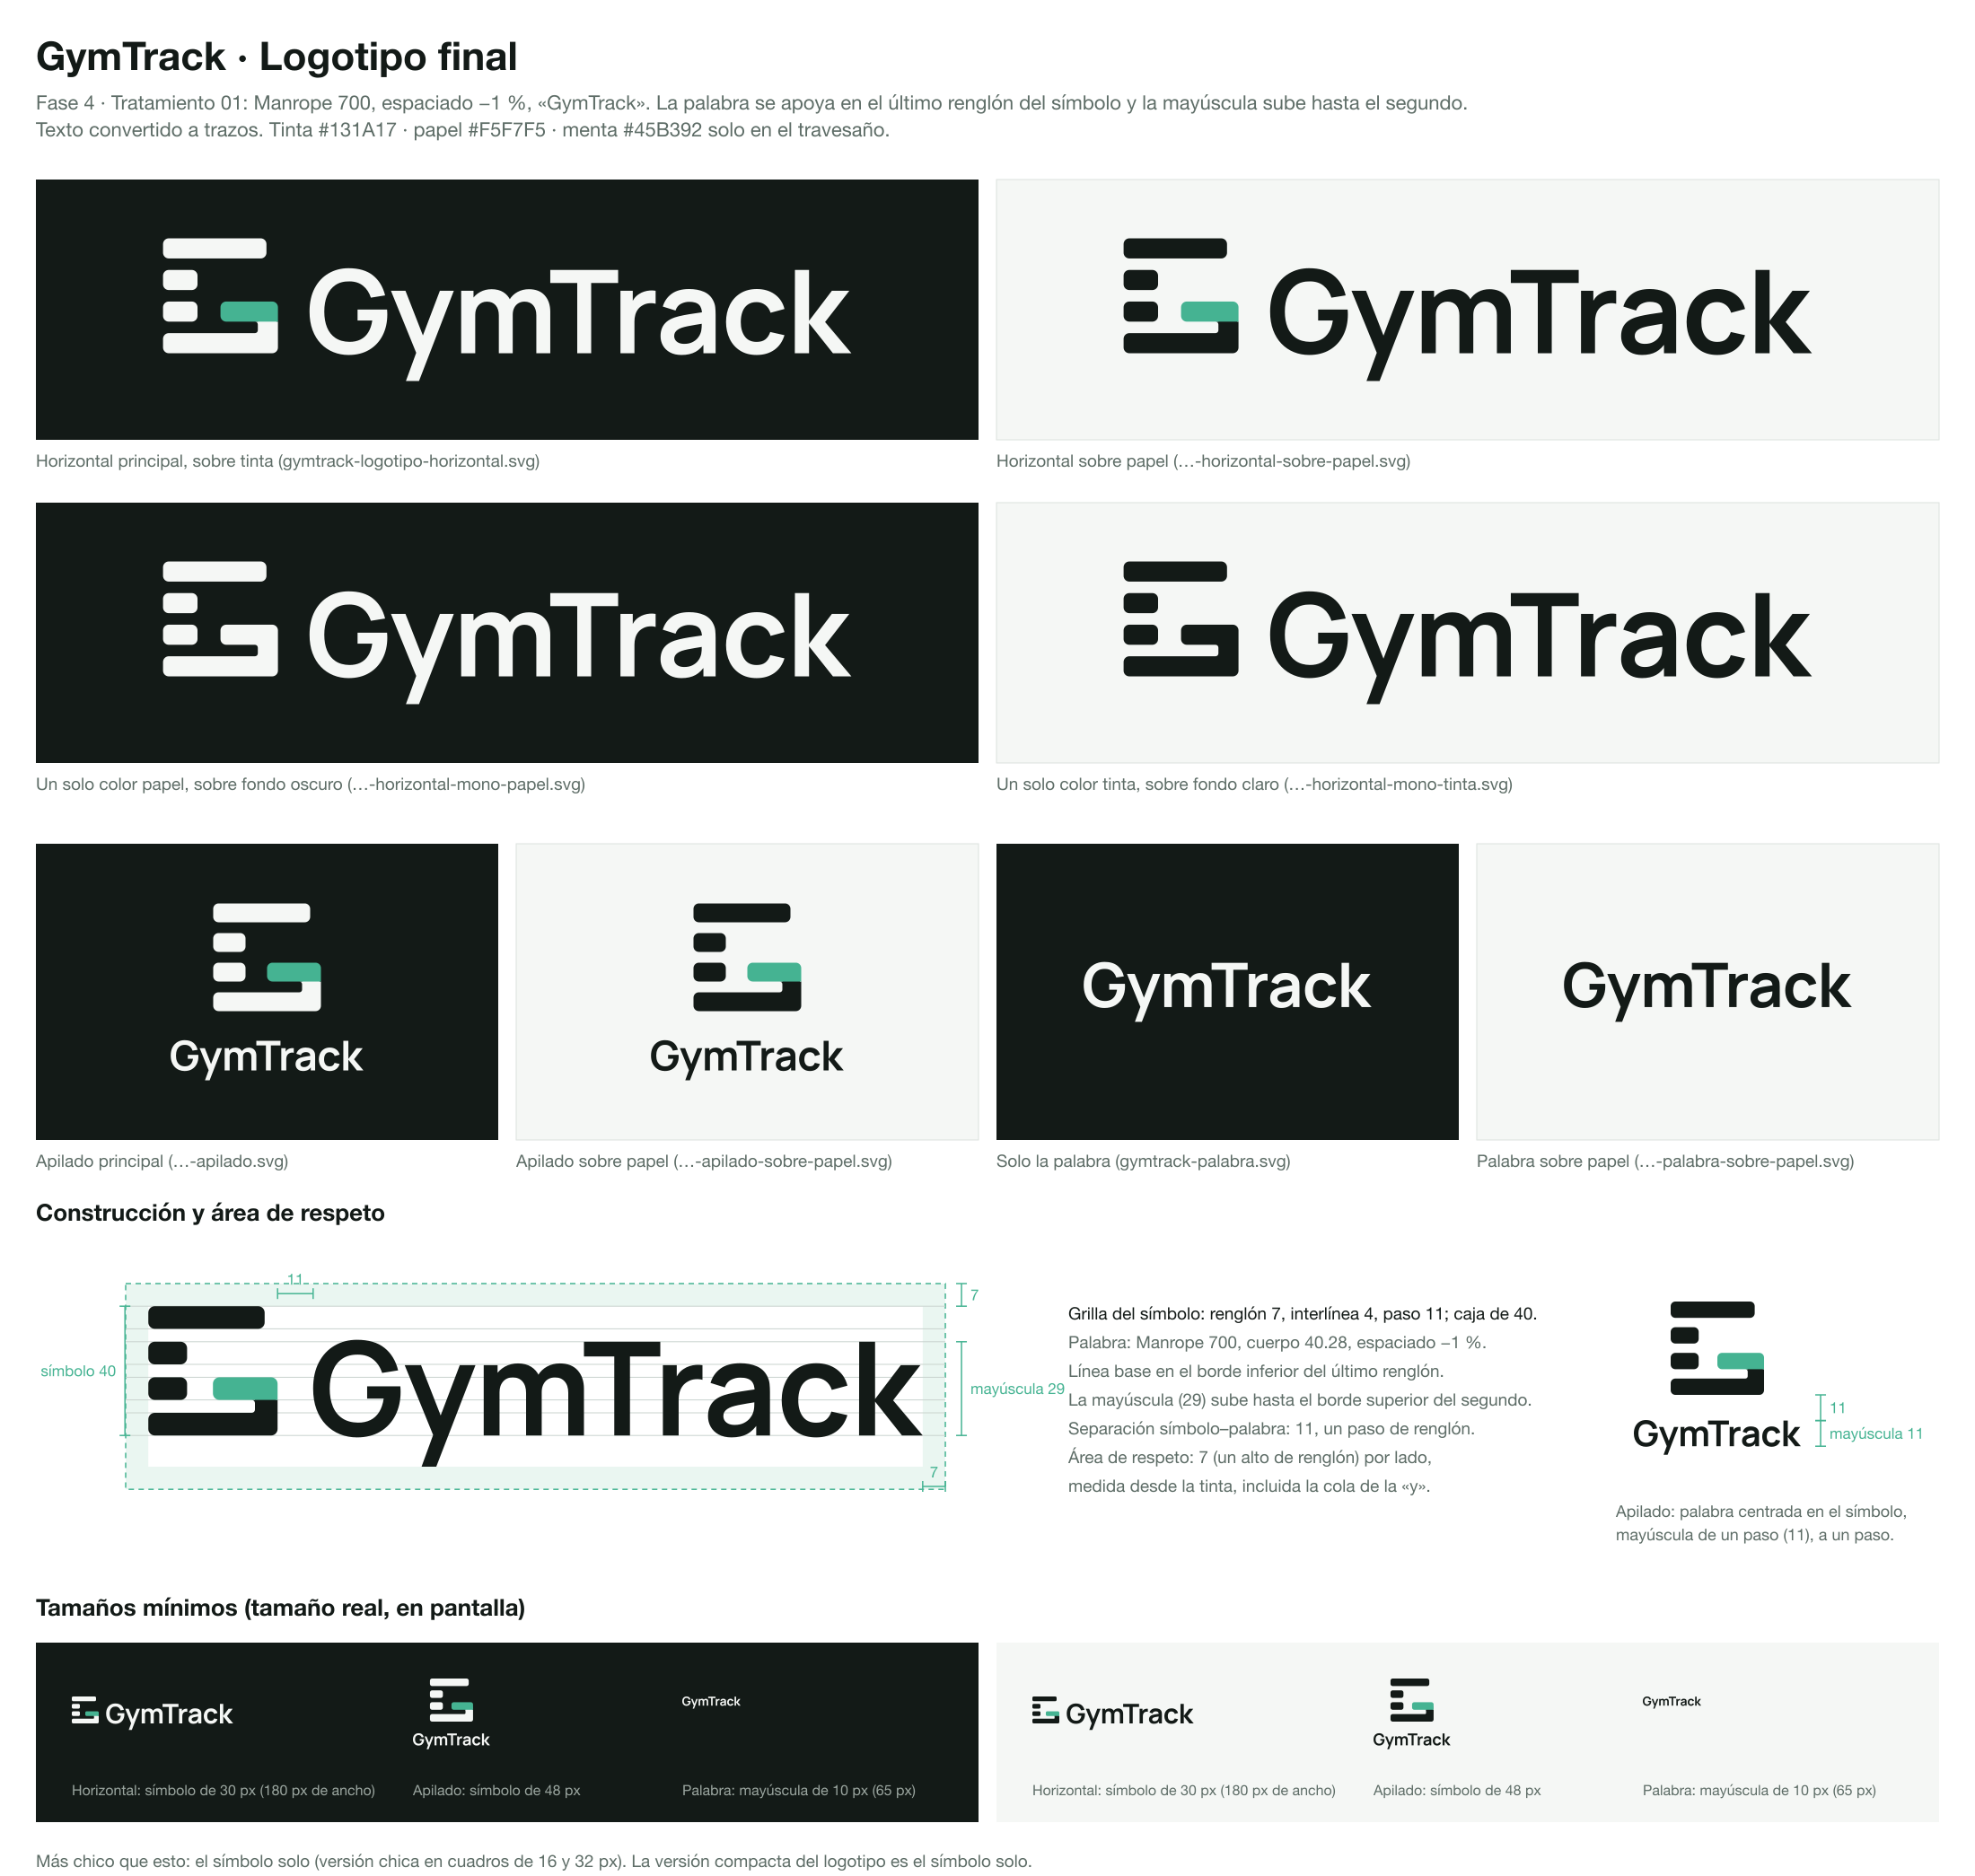 GymTrack · Logotipo final
Fase 4 · Tratamiento 01: Manrope 700, espaciado −1 %, «GymTrack». La palabra se apoya en el último renglón del símbolo y la mayúscula sube hasta el segundo.
Texto convertido a trazos. Tinta #131A17 · papel #F5F7F5 · menta #45B392 solo en el travesaño.
GymTrack
GymTrack
Horizontal principal, sobre tinta (gymtrack-logotipo-horizontal.svg)
Horizontal sobre papel (…-horizontal-sobre-papel.svg)
GymTrack
GymTrack
Un solo color papel, sobre fondo oscuro (…-horizontal-mono-papel.svg)
Un solo color tinta, sobre fondo claro (…-horizontal-mono-tinta.svg)
GymTrack
GymTrack
GymTrack
GymTrack
Apilado principal (…-apilado.svg)
Apilado sobre papel (…-apilado-sobre-papel.svg)
Solo la palabra (gymtrack-palabra.svg)
Palabra sobre papel (…-palabra-sobre-papel.svg)
Construcción y área de respeto
11
7
símbolo 40
GymTrack
mayúscula 29
7
Grilla del símbolo: renglón 7, interlínea 4, paso 11; caja de 40.
Palabra: Manrope 700, cuerpo 40.28, espaciado −1 %.
Línea base en el borde inferior del último renglón.
La mayúscula (29) sube hasta el borde superior del segundo.
Separación símbolo–palabra: 11, un paso de renglón.
Área de respeto: 7 (un alto de renglón) por lado,
medida desde la tinta, incluida la cola de la «y».
GymTrack
11
mayúscula 11
Apilado: palabra centrada en el símbolo,
mayúscula de un paso (11), a un paso.
Tamaños mínimos (tamaño real, en pantalla)
GymTrack
GymTrack
GymTrack
Horizontal: símbolo de 30 px (180 px de ancho)
Apilado: símbolo de 48 px
Palabra: mayúscula de 10 px (65 px)
GymTrack
GymTrack
GymTrack
Horizontal: símbolo de 30 px (180 px de ancho)
Apilado: símbolo de 48 px
Palabra: mayúscula de 10 px (65 px)
Más chico que esto: el símbolo solo (versión chica en cuadros de 16 y 32 px). La versión compacta del logotipo es el símbolo solo.